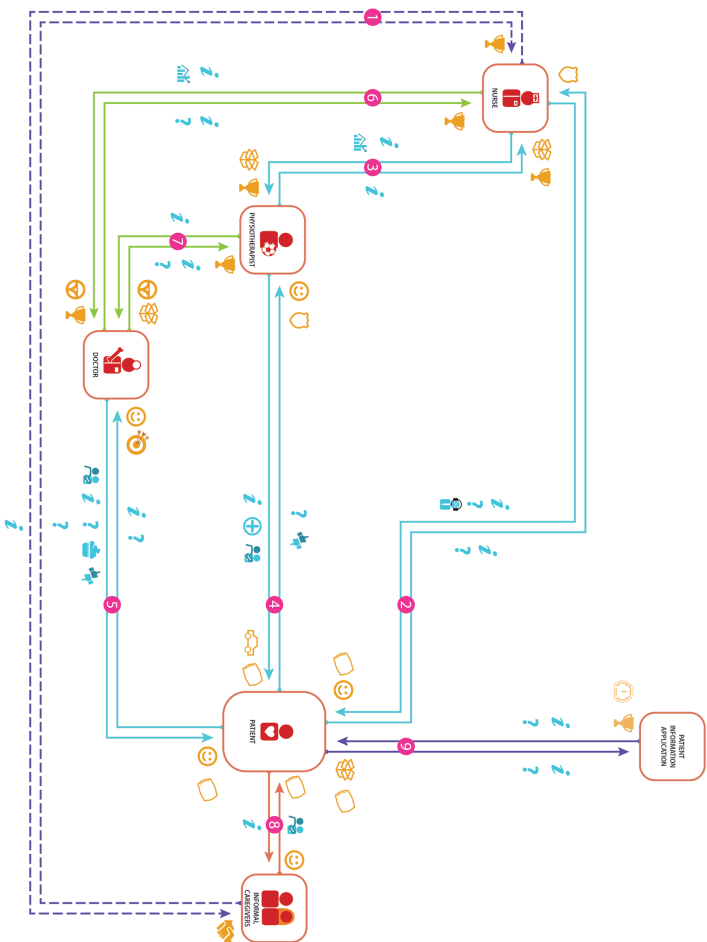 1
NURSE
6
3
PHYSIOTHERAPIST
7
DOCTOR
5
4
2
PATIENT
9
PATIENT
INFORMATION
APPLICATION
8
INFORMAL
CAREGIVERS